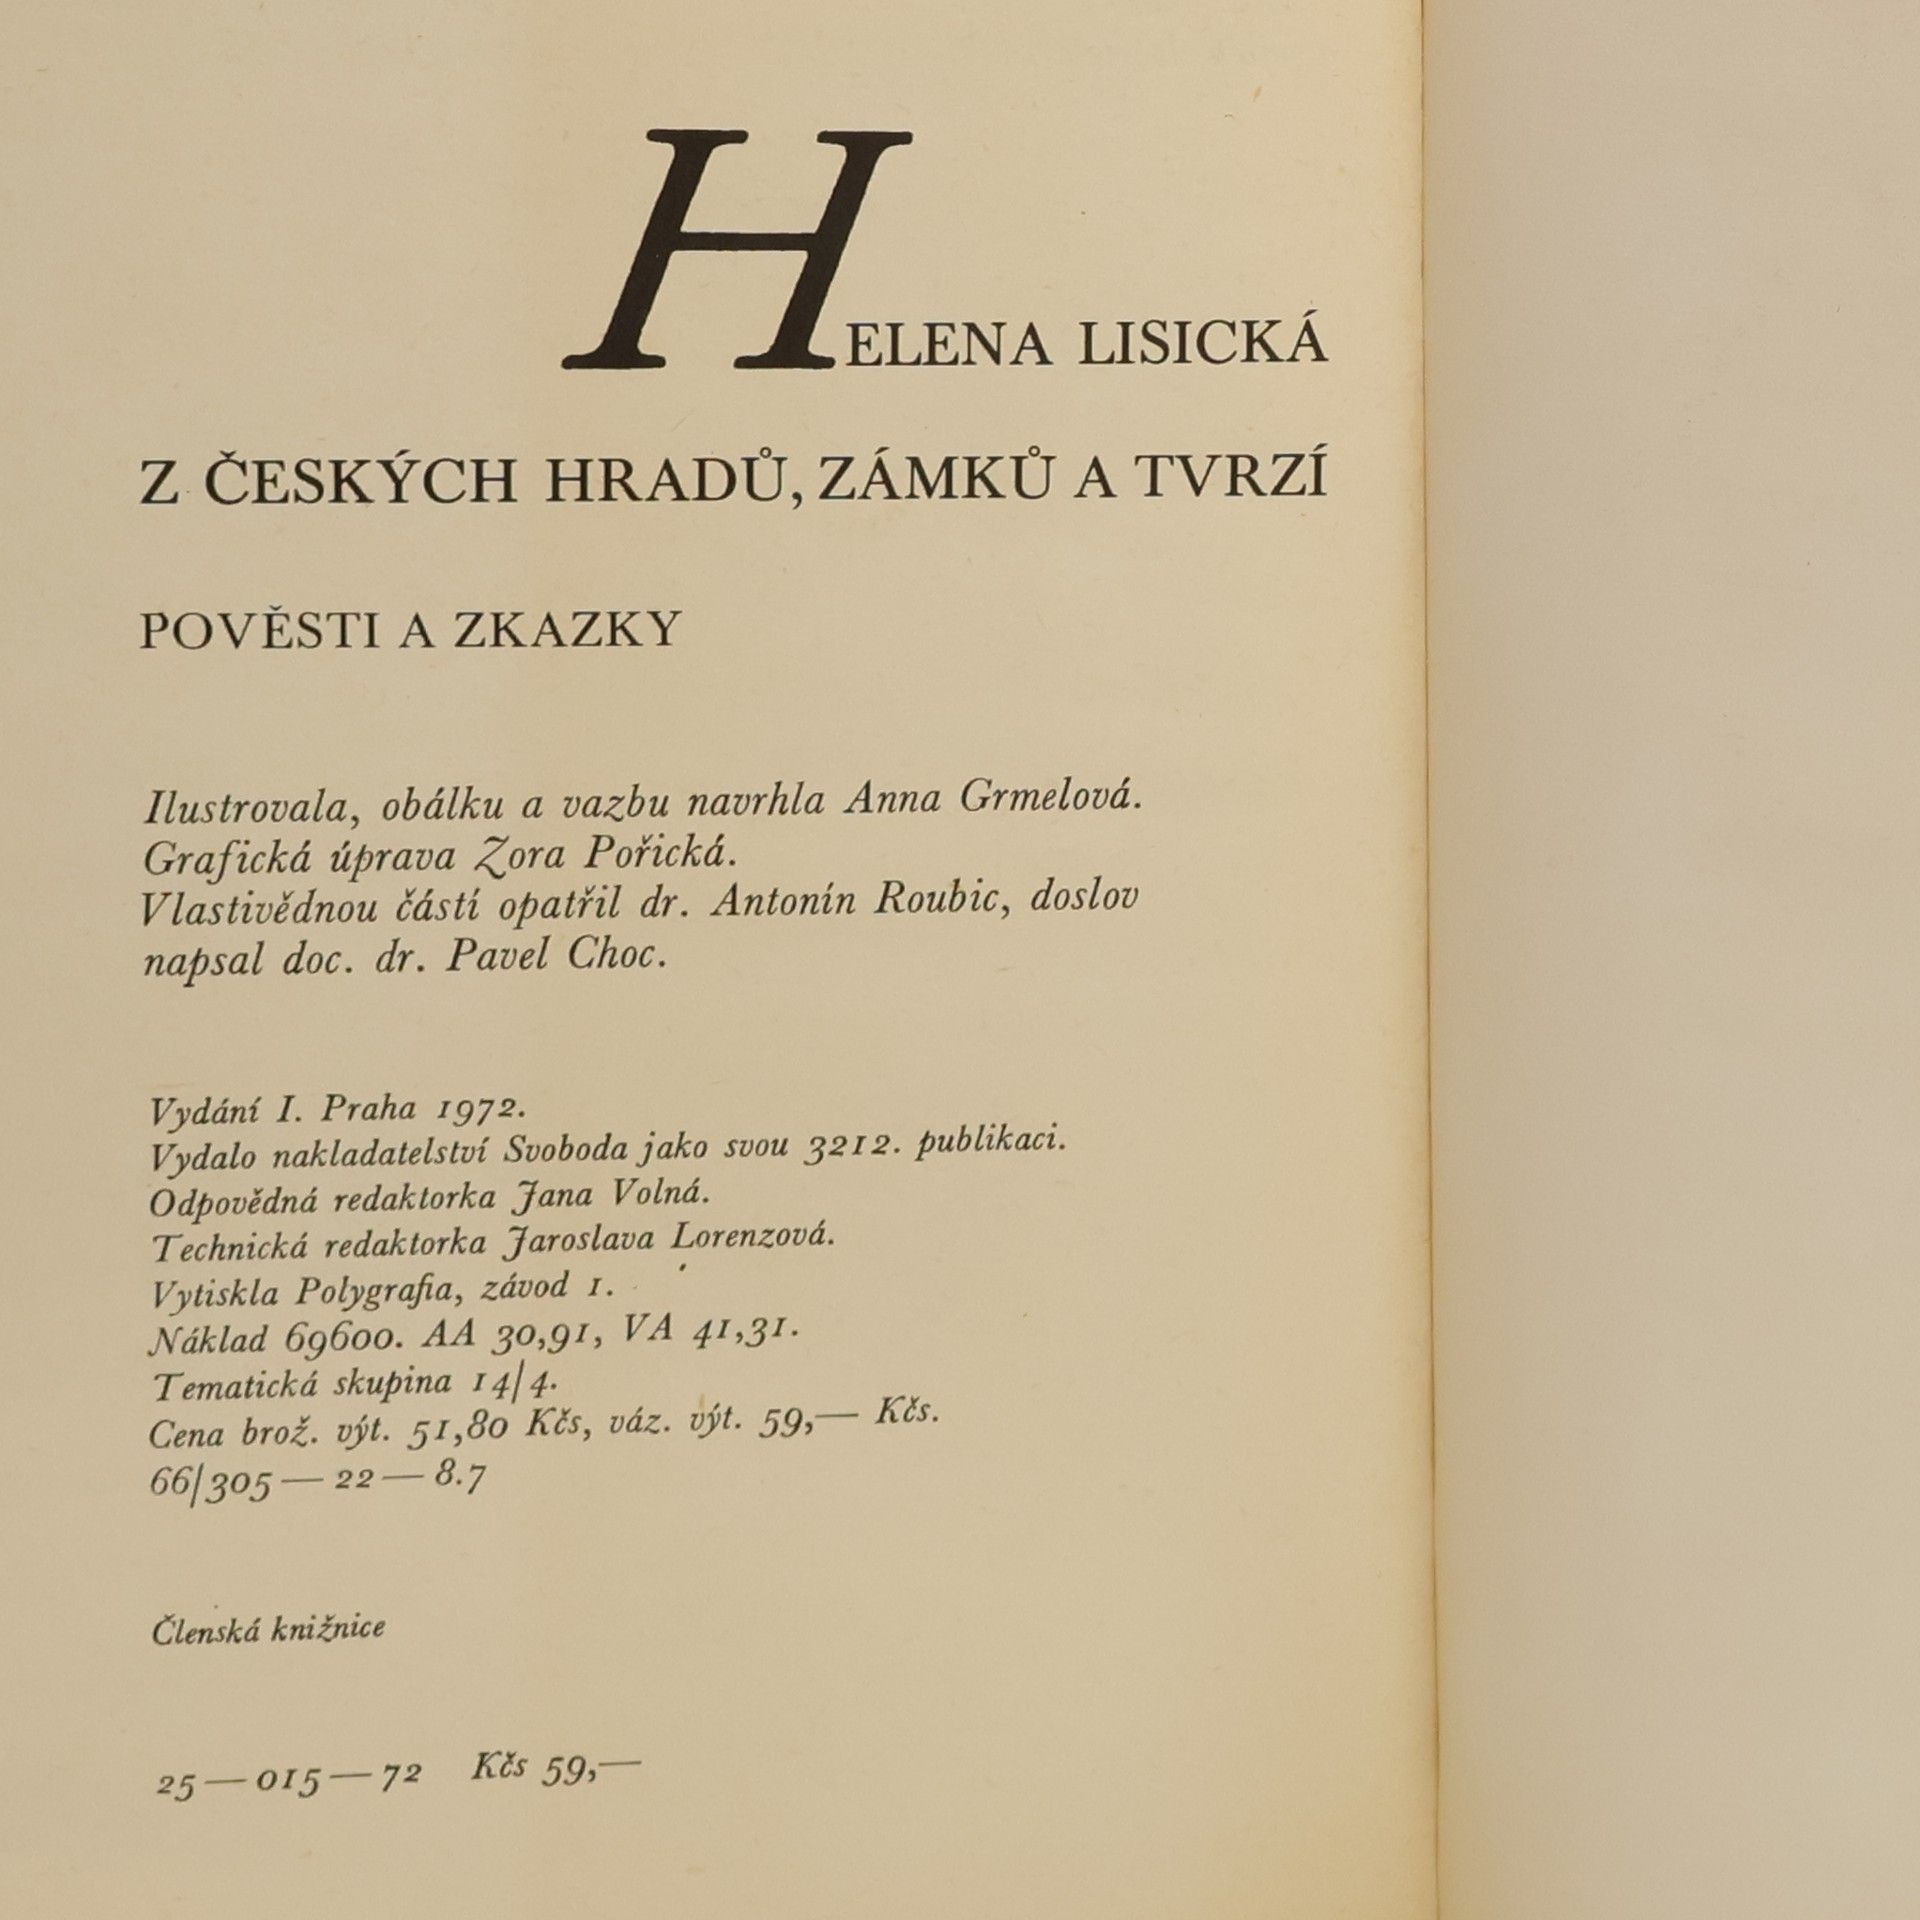 HELENA LISICKÁ
Z ČESKÝCH HRADŮ, ZÁMKŮ A TVRZÍ
POVĚSTI A ZKAZKY
Ilustrovala, obálku a vazbu navrhla Anna Grmelová.
Grafická úprava Zora Pořická.
Vlastivědnou částí opatřil dr. Antonín Roubic, doslov
napsal doc. dr. Pavel Choc.
Vydání I. Praha 1972.
Vydalo nakladatelství Svoboda jako svou 3212. publikaci.
Odpovědná redaktorka Jana Volná.
Technická redaktorka Jaroslava Lorenzová.
Vytiskla Polygrafia, závod 1.
Náklad 69600. AA 30,91, VA 41,31.
Tematická skupina 14/4.
Cena brož. výt. 51,80 Kčs, váz. výt. 59,— Kčs.
66/305 — 22 — 8.7
Členská knižnice
25 — 015 — 72 Kčs 59,—